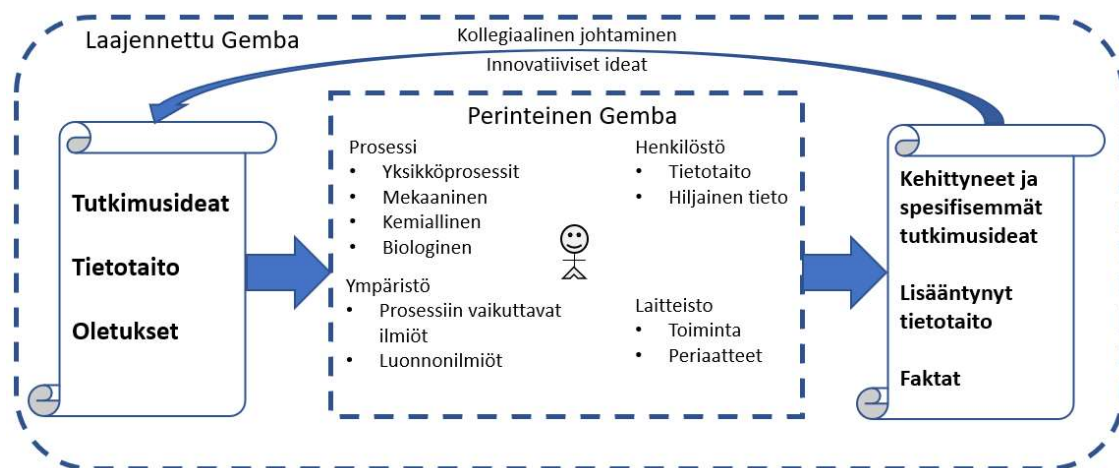 Laajennettu Gemba
Kollegiaalinen johtaminen
Innovatiiviset ideat
Tutkimusideat
Tietotaito
Oletukset
Perinteinen Gemba
Prosessi
• Yksikköprosessit
• Mekaaninen
• Kemiallinen
• Biologinen
Ympäristö
• Prosessiin vaikuttavat
ilmiöt
• Luonnonilmiöt
Henkilöstö
• Tietotaito
• Hiljainen tieto
Laitteisto
• Toiminta
• Periaatteet
Kehittyneet ja
spesifisemmät
tutkimusideat
Lisääntynyt
tietotaito
Faktat